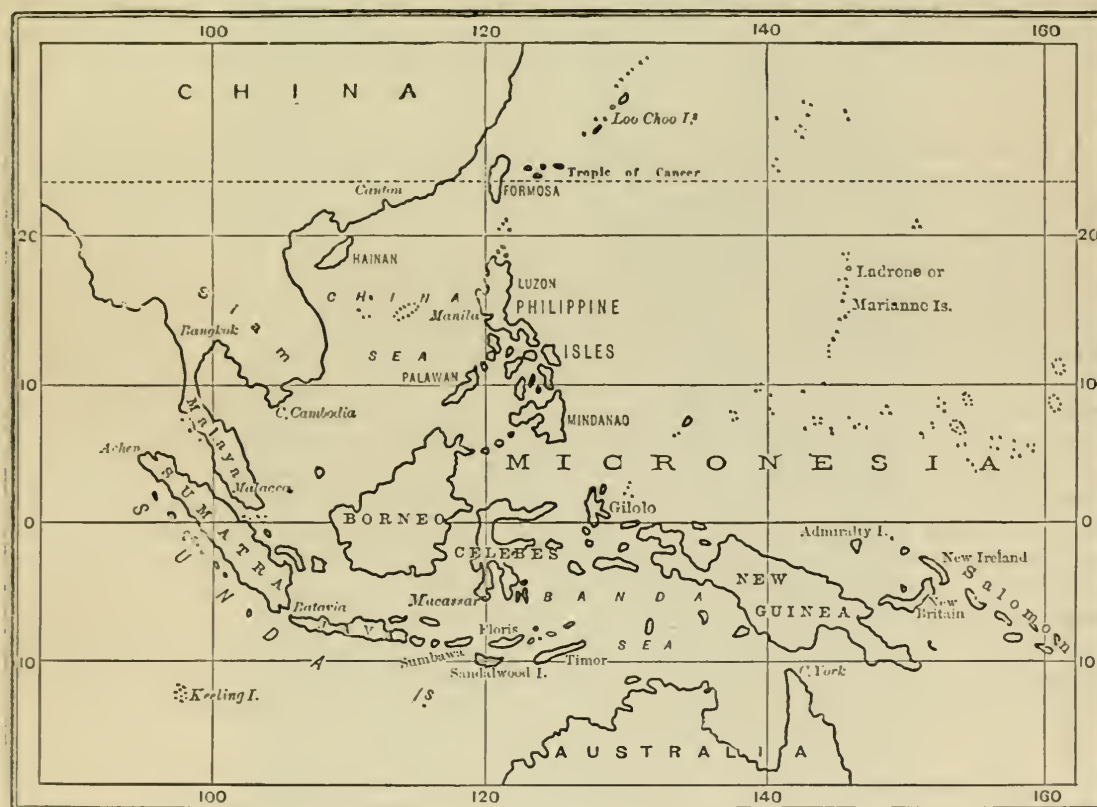 100 120 140 160
CHINA
Loo Choo I.s
Tropic of Cancer
Canton
FORMOSA
20 20
HAINAN
Siam
CHINA
SEA
LUZON
Manila
PHILIPPINE
ISLES
Ladrone or
Marianne Is.
Bangkok
PALAWAN
10 10
C. Cambodia
MINDANAO
Malaya
Achen
MICRONESIA
Malacca
SUMATRA
SUNDA IS
Gilolo
0 0
BORNEO
Admiralty I.
CELEBES
New Ireland
NEW
GUINEA
Salomosn
Macassar
BANDA
SEA
New
Britain
Batavia
JAVA
Floris
Sumbawa
Timor
10 10
Sandalwood I.
C. York
Keeling I.
AUSTRALIA
100 120 140 160